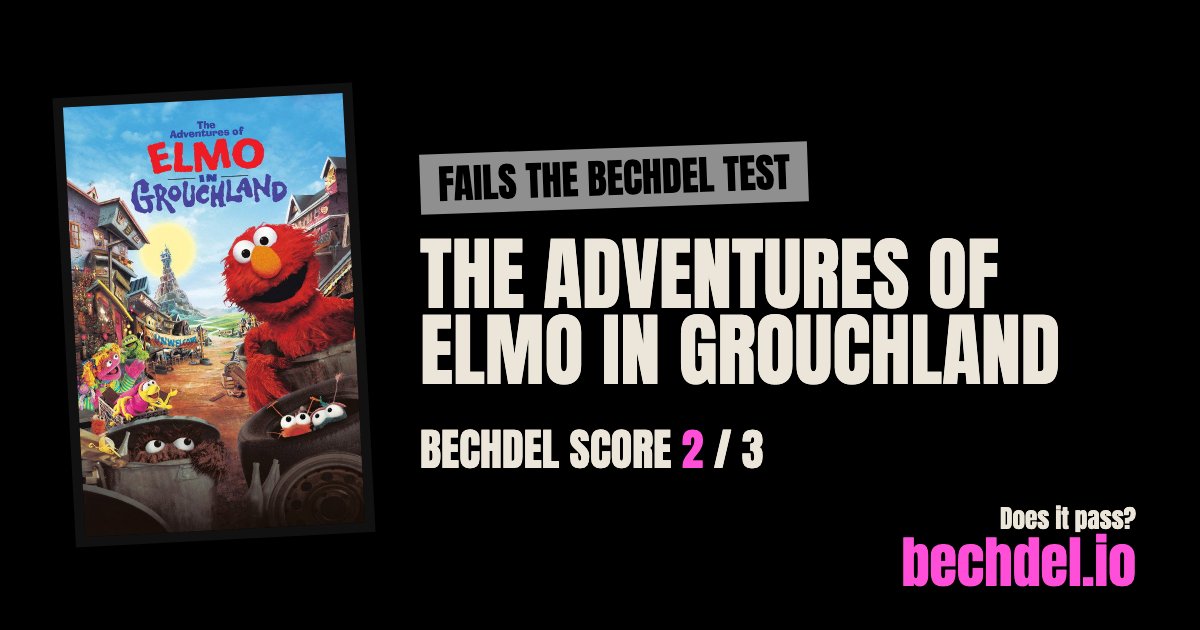 The
Adventures of
ELMO
IN
GROUCHLAND
UNWELCOME
FAILS THE BECHDEL TEST
THE ADVENTURES OF
ELMO IN GROUCHLAND
BECHDEL SCORE 2 / 3
Does it pass?
bechdel.io